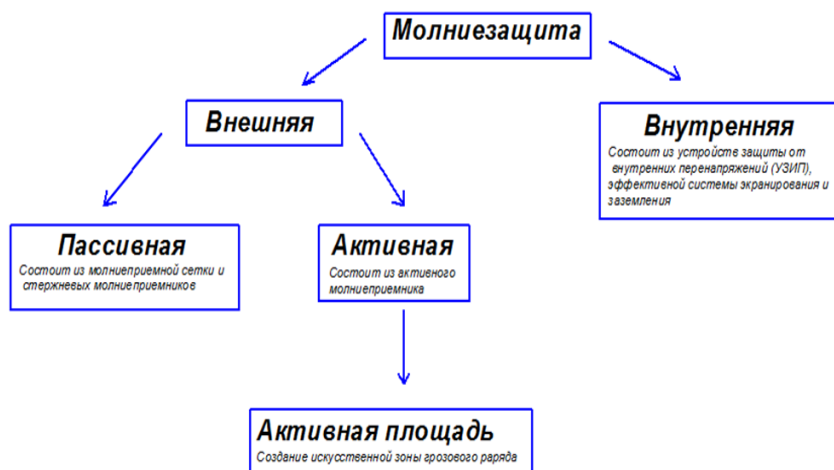 Молниезащита
Внешняя
Внутренняя
Состоит из устройств защиты от
внутренних перенапряжений (УЗИП),
эффективной системы экранирования и
заземления
Пассивная
Состоит из молниеприемной сетки и
стержневых молниеприемников
Активная
Состоит из активного
молниеприемника
Активная площадь
Создание искусственной зоны грозового раряда